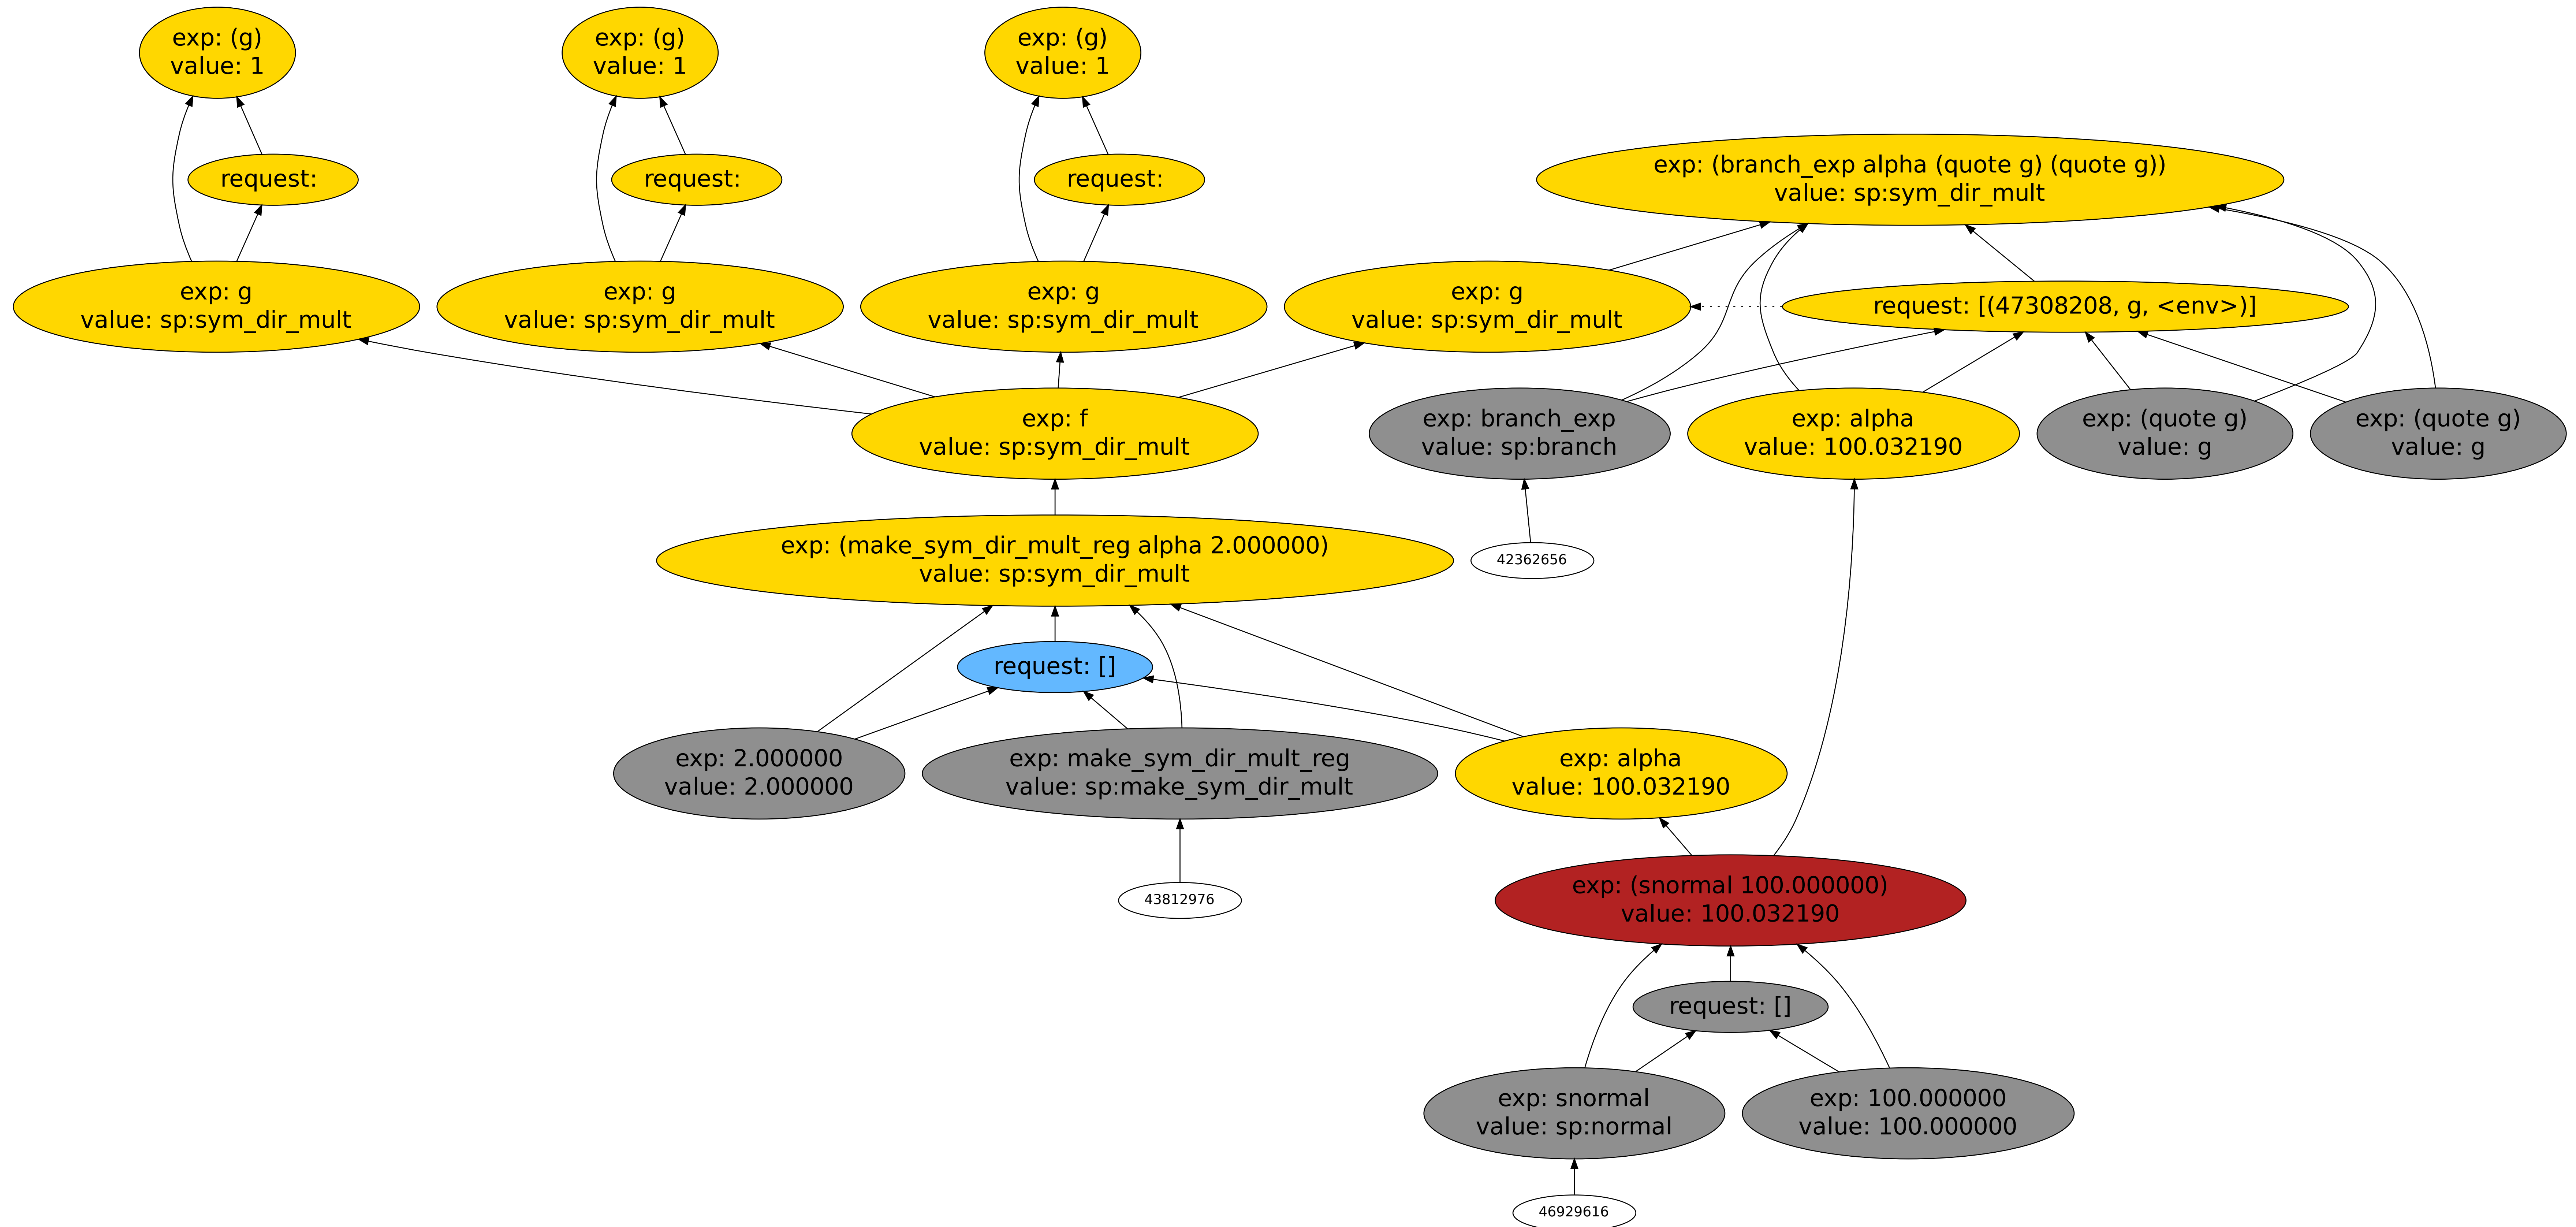 exp: (g)
value: 1
exp: (g)
value: 1
exp: (g)
value: 1
request:
request:
request:
exp: (branch_exp alpha (quote g) (quote g))
value: sp:sym_dir_mult
exp: g
value: sp:sym_dir_mult
exp: g
value: sp:sym_dir_mult
exp: g
value: sp:sym_dir_mult
exp: g
value: sp:sym_dir_mult
request: [(47308208, g, <env>)]
exp: f
value: sp:sym_dir_mult
exp: branch_exp
value: sp:branch
exp: alpha
value: 100.032190
exp: (quote g)
value: g
exp: (quote g)
value: g
exp: (make_sym_dir_mult_reg alpha 2.000000)
value: sp:sym_dir_mult
42362656
request: []
exp: 2.000000
value: 2.000000
exp: make_sym_dir_mult_reg
value: sp:make_sym_dir_mult
exp: alpha
value: 100.032190
43812976
exp: (snormal 100.000000)
value: 100.032190
request: []
exp: snormal
value: sp:normal
exp: 100.000000
value: 100.000000
46929616